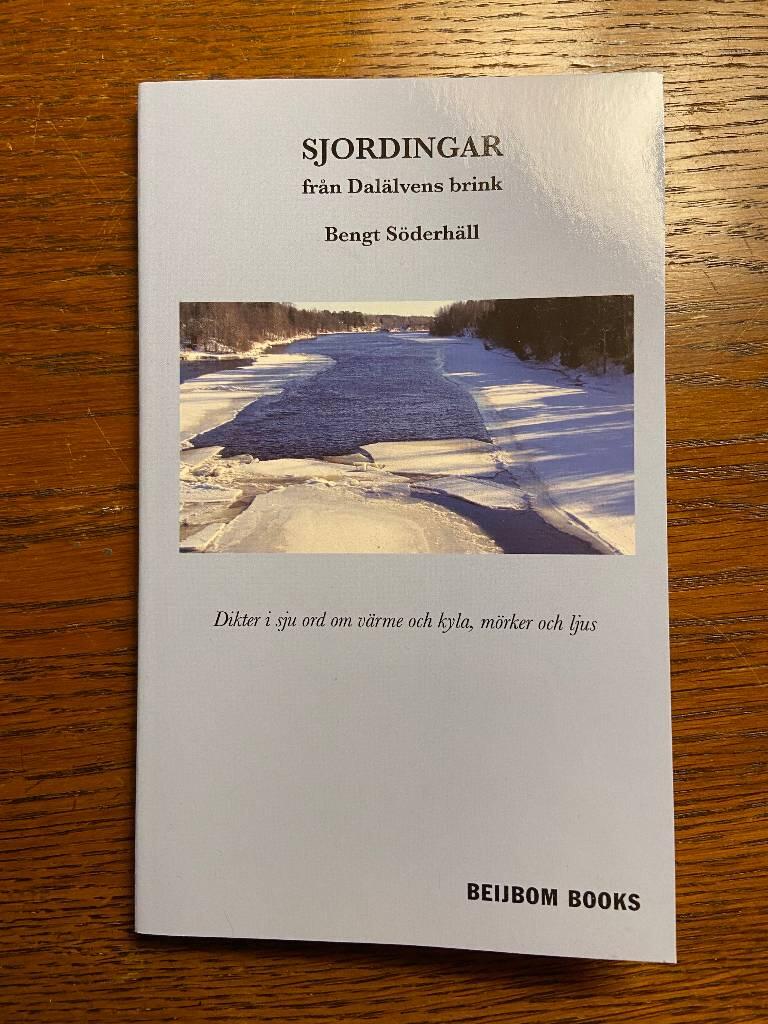 SJORDINGAR
från Dalälvens brink
Bengt Söderhäll
Dikter i sju ord om värme och kyla, mörker och ljus
BEIJBOM BOOKS